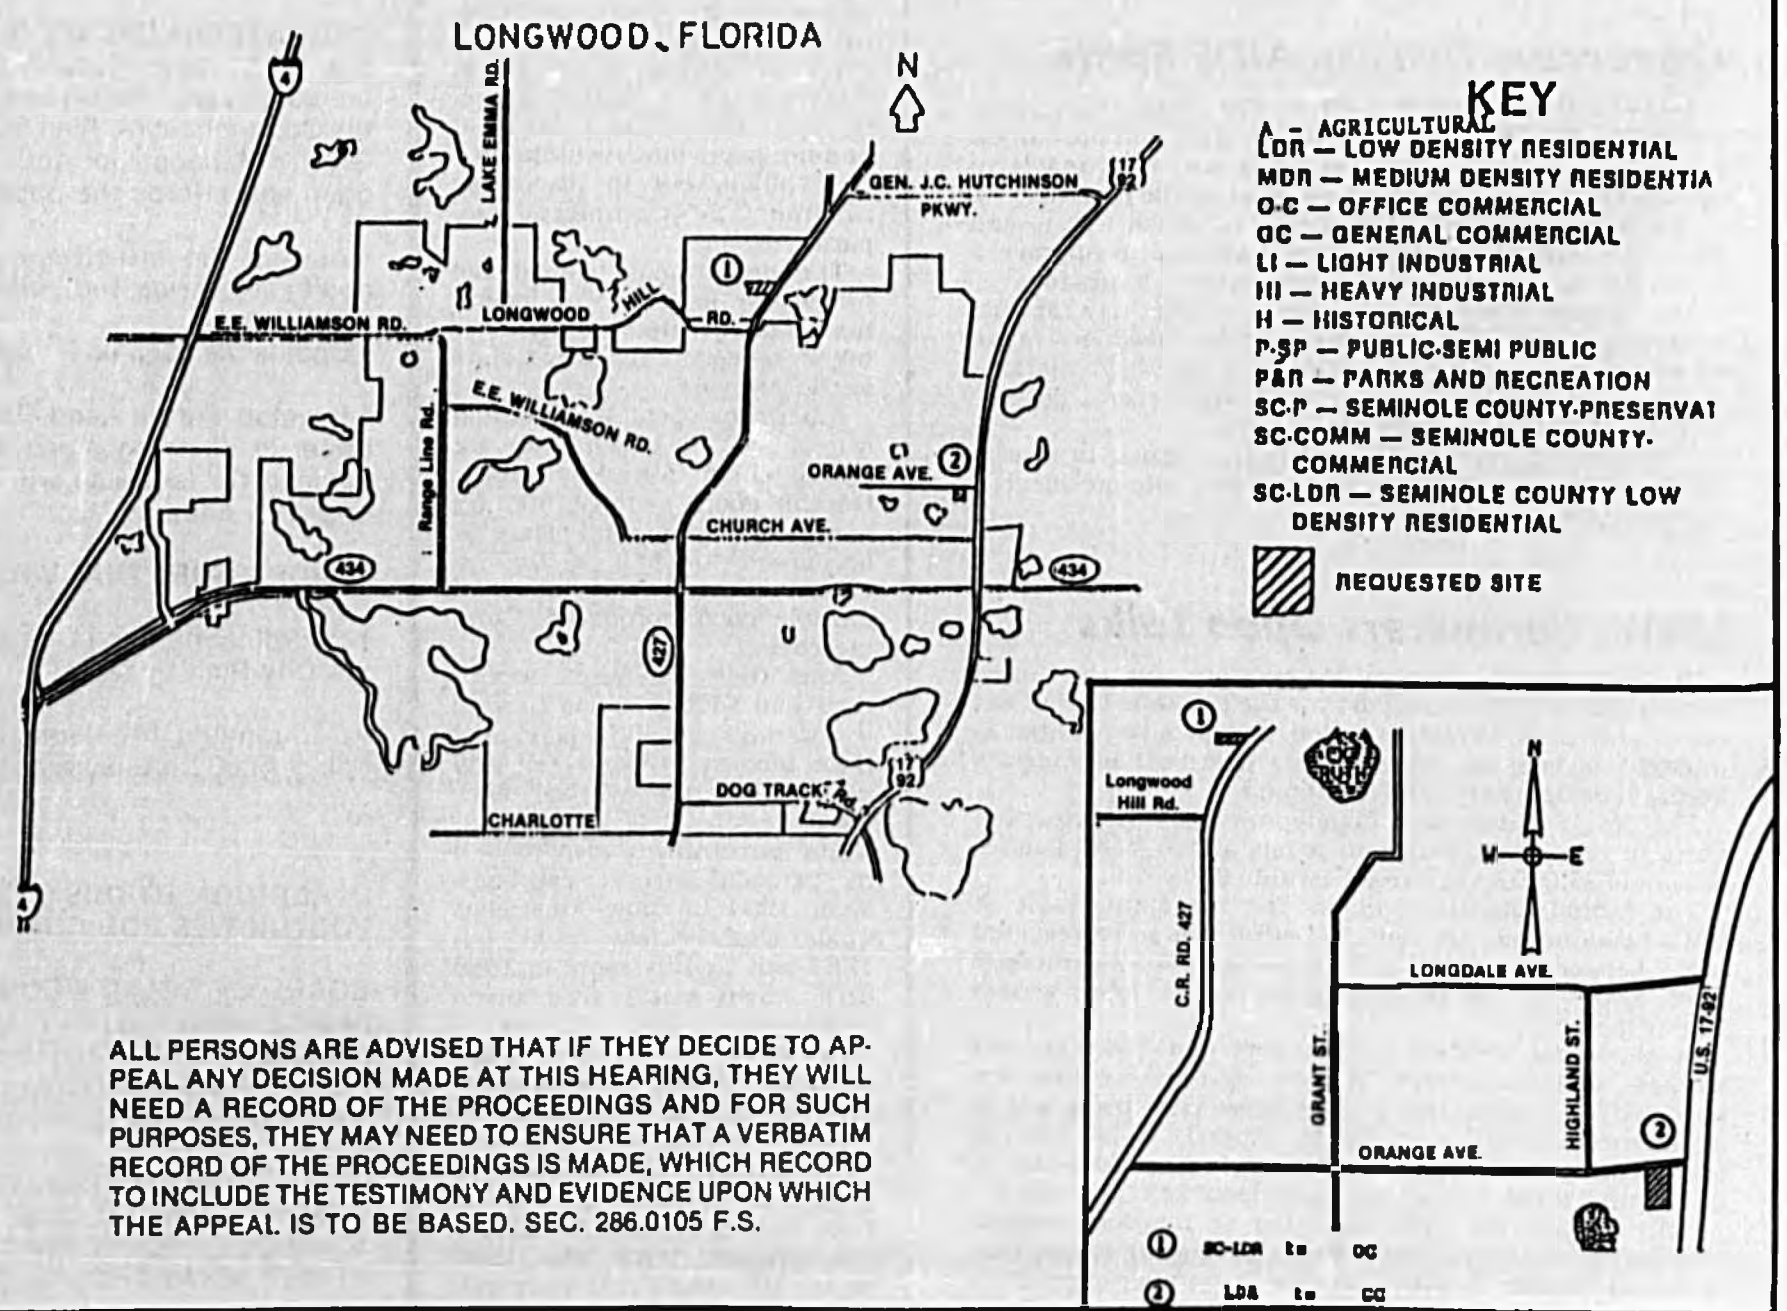 LONGWOOD, FLORIDA
4
LAKE EMMA RD.
N
17
92
GEN. J.C. HUTCHINSON
PKWY.
1
HILL
LONGWOOD
RD.
E.E. WILLIAMSON RD.
E.E. WILLIAMSON RD.
Range Line Rd.
2
ORANGE AVE.
CHURCH AVE.
434
434
427
17
92
DOG TRACK Rd.
CHARLOTTE
4
KEY
A – AGRICULTURAL
LDR — LOW DENSITY RESIDENTIAL
MDR — MEDIUM DENSITY RESIDENTIA
O-C — OFFICE COMMERCIAL
GC — GENERAL COMMERCIAL
LI — LIGHT INDUSTRIAL
HI — HEAVY INDUSTRIAL
H — HISTORICAL
P-SP — PUBLIC-SEMI PUBLIC
P&R — PARKS AND RECREATION
SC-P — SEMINOLE COUNTY-PRESERVAT
SC-COMM — SEMINOLE COUNTY-
COMMERCIAL
SC-LDR — SEMINOLE COUNTY LOW
DENSITY RESIDENTIAL
REQUESTED SITE
ALL PERSONS ARE ADVISED THAT IF THEY DECIDE TO AP-
PEAL ANY DECISION MADE AT THIS HEARING, THEY WILL
NEED A RECORD OF THE PROCEEDINGS AND FOR SUCH
PURPOSES, THEY MAY NEED TO ENSURE THAT A VERBATIM
RECORD OF THE PROCEEDINGS IS MADE, WHICH RECORD
TO INCLUDE THE TESTIMONY AND EVIDENCE UPON WHICH
THE APPEAL IS TO BE BASED. SEC. 286.0105 F.S.
1
Longwood
Hill Rd.
N
W
E
C.R. RD. 427
LONGDALE AVE.
GRANT ST.
HIGHLAND ST.
U.S. 17-92
2
ORANGE AVE.
1 SC-LDR to
2 LDR to